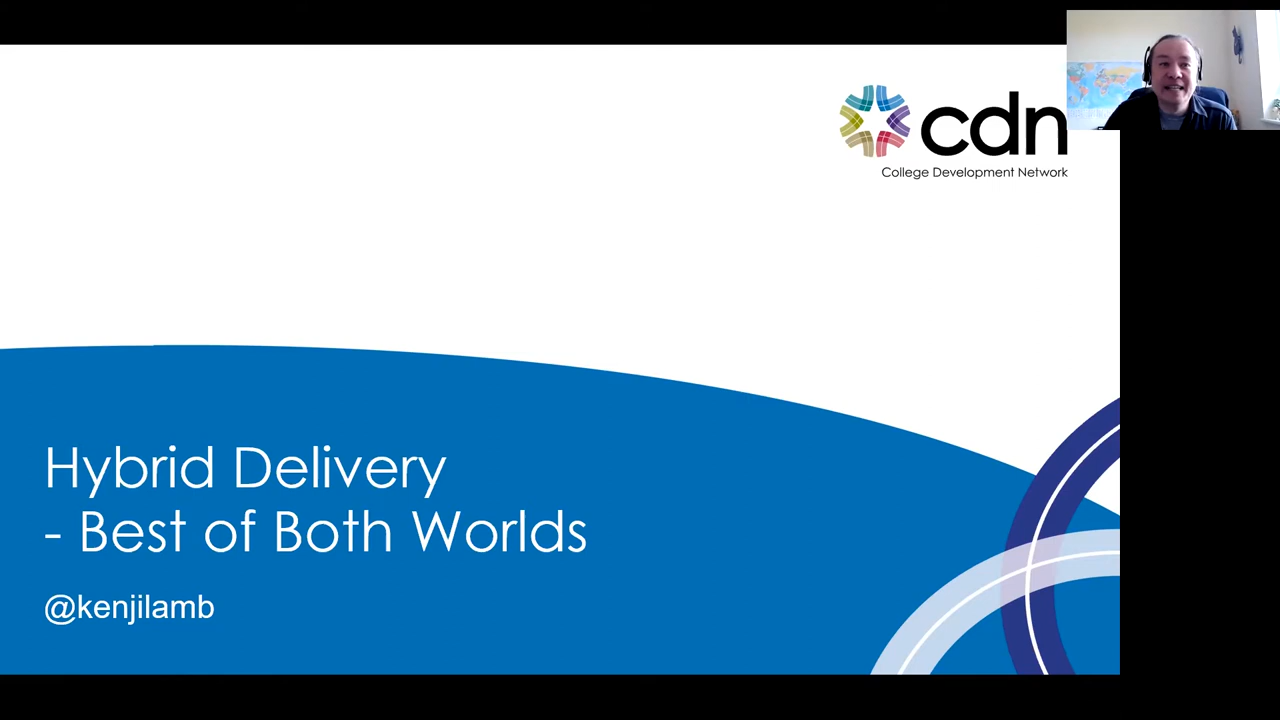 cdn
College Development Network
Hybrid Delivery
- Best of Both Worlds
@kenjilamb